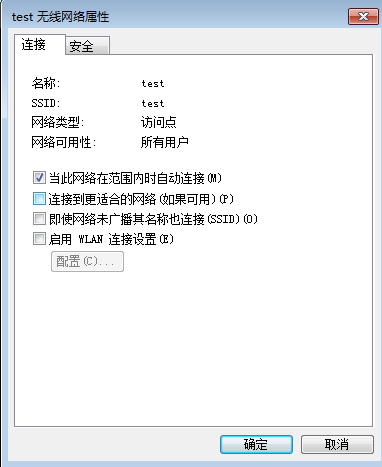 test 无线网络属性
连接 安全
名称: test
SSID: test
网络类型: 访问点
网络可用性: 所有用户
当此网络在范围内时自动连接(M)
连接到更适合的网络(如果可用)(P)
即使网络未广播其名称也连接(SSID)(O)
启用 WLAN 连接设置(E)
配置(C)...
确定 取消